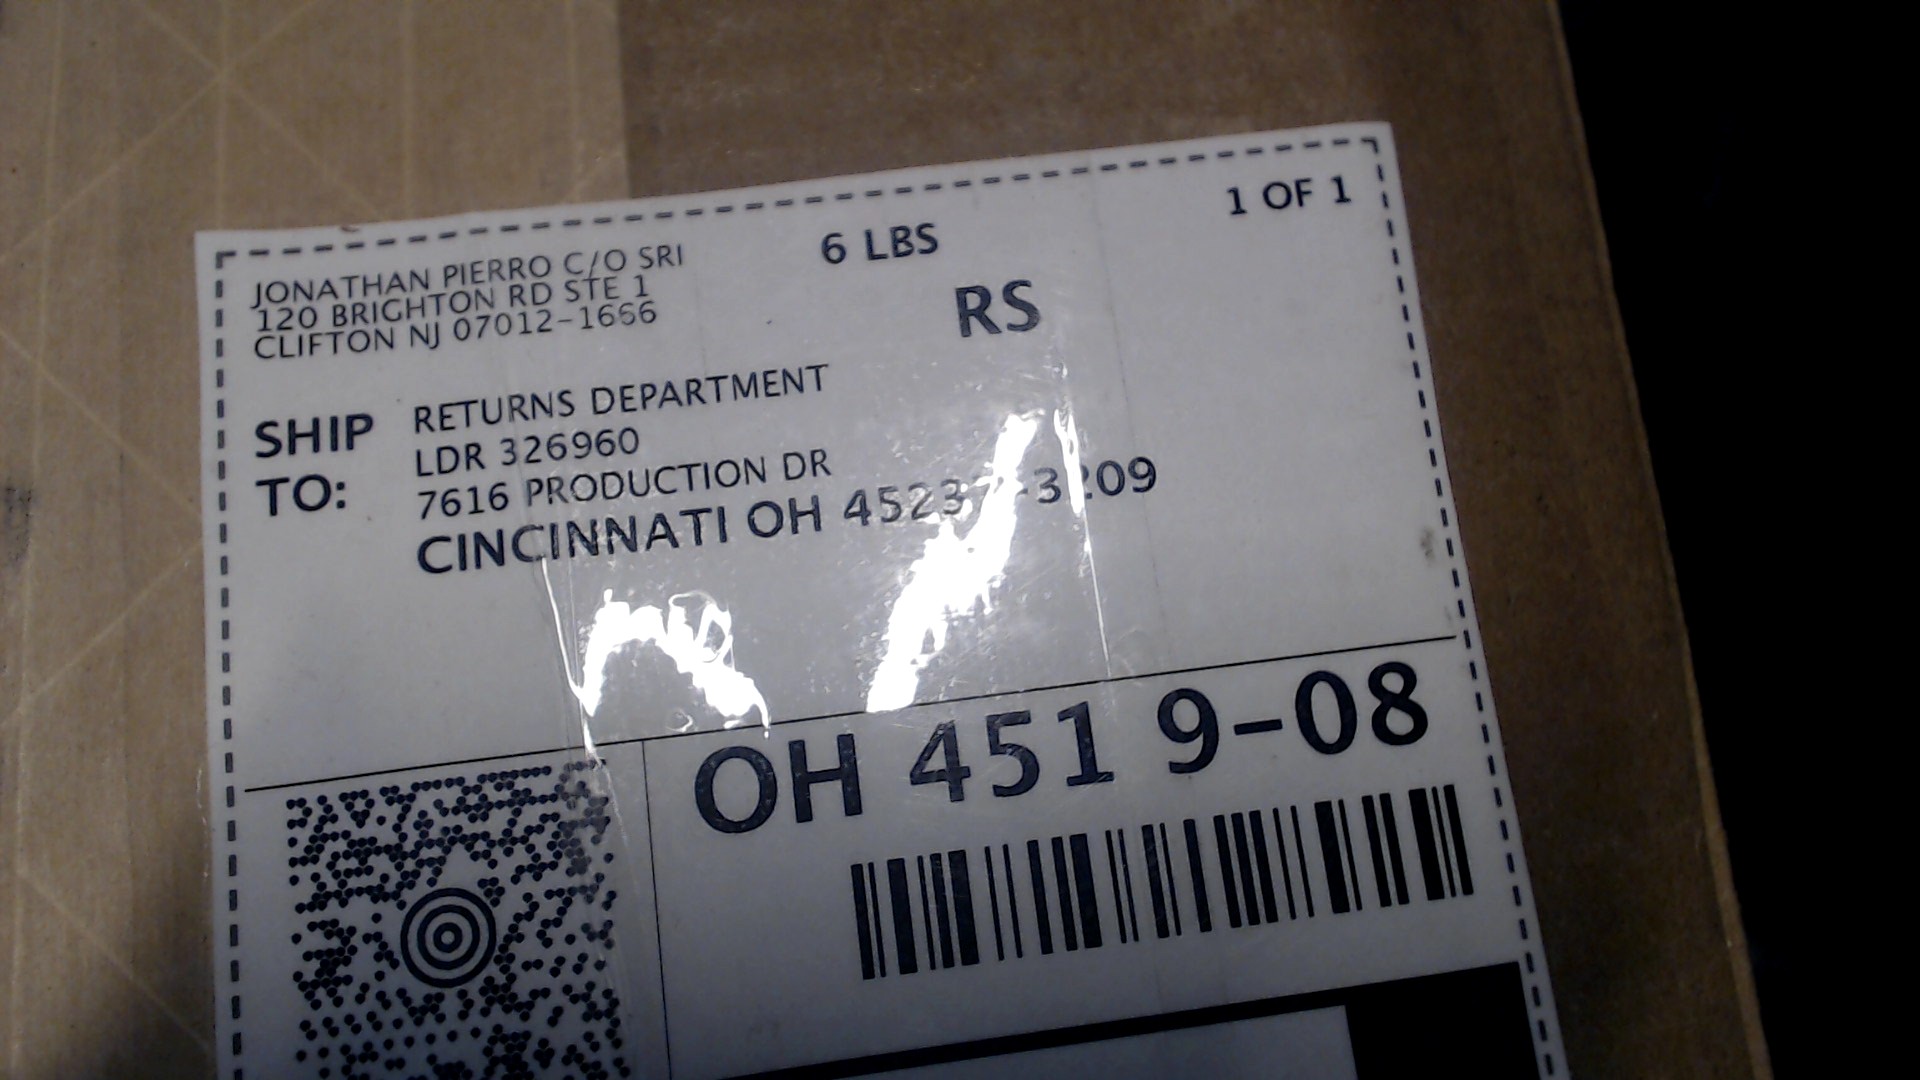 JONATHAN PIERRO C/O SRI
120 BRIGHTON RD STE 1
CLIFTON NJ 07012-1666
6 LBS
1 OF 1
RS
SHIP TO:
RETURNS DEPARTMENT
LDR 326960
7616 PRODUCTION DR
CINCINNATI OH
OH 451 9-08